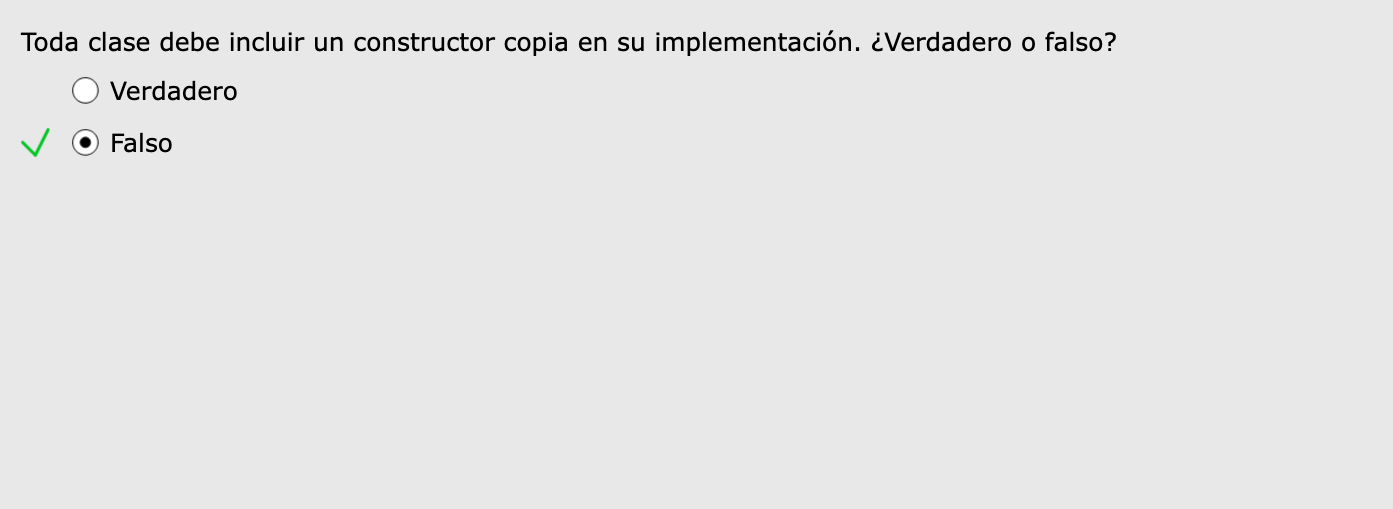 Toda clase debe incluir un constructor copia en su implementación. ¿Verdadero o falso?
Verdadero
Falso